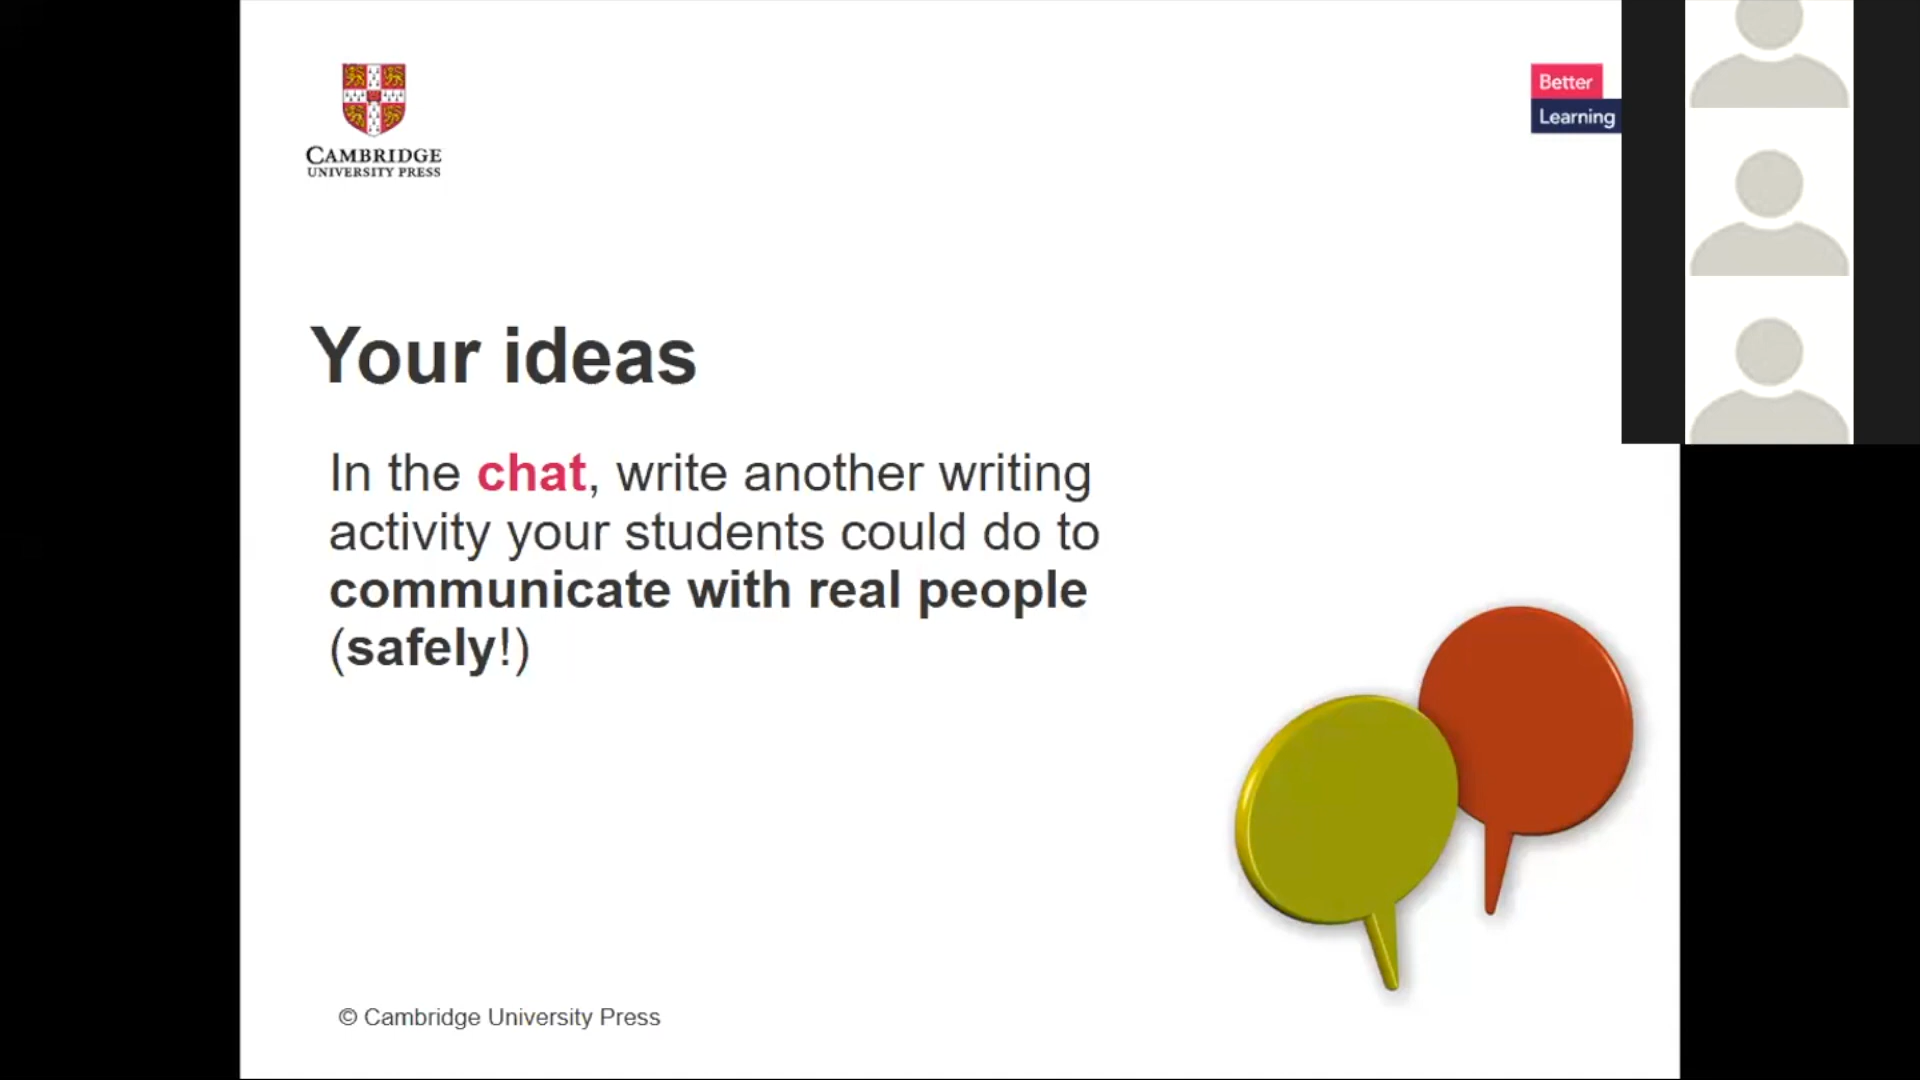 CAMBRIDGE
UNIVERSITY PRESS
Better
Learning
Your ideas
In the chat, write another writing
activity your students could do to
communicate with real people
(safely!)
© Cambridge University Press